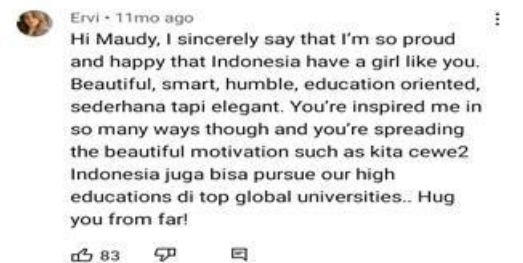 Ervi • 11mo ago
Hi Maudy, I sincerely say that I'm so proud
and happy that Indonesia have a girl like you.
Beautiful, smart, humble, education oriented,
sederhana tapi elegant. You're inspired me in
so many ways though and you're spreading
the beautiful motivation such as kita cewe2
Indonesia juga bisa pursue our high
educations di top global universities.. Hug
you from far!
83